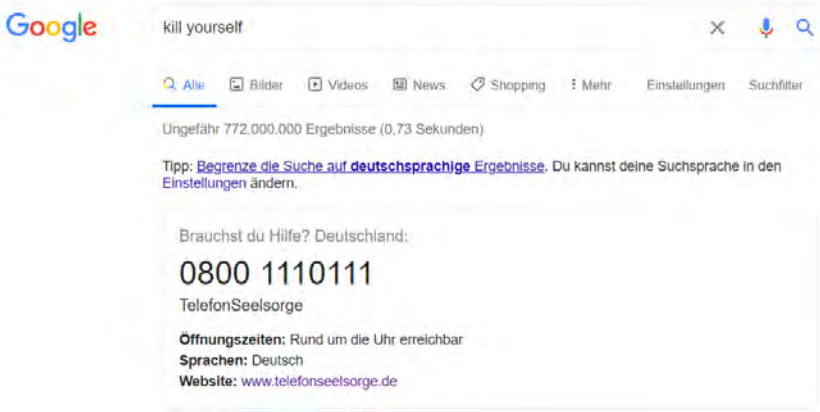 Google
kill yourself
Alle Bilder Videos News Shopping Mehr Einstellungen Suchfilter
Ungefähr 772.000.000 Ergebnisse (0,73 Sekunden)
Tipp: Begrenze die Suche auf deutschsprachige Ergebnisse. Du kannst deine Suchsprache in den
Einstellungen ändern.
Brauchst du Hilfe? Deutschland:
0800 1110111
TelefonSeelsorge
Öffnungszeiten: Rund um die Uhr erreichbar
Sprachen: Deutsch
Website: www.telefonseelsorge.de